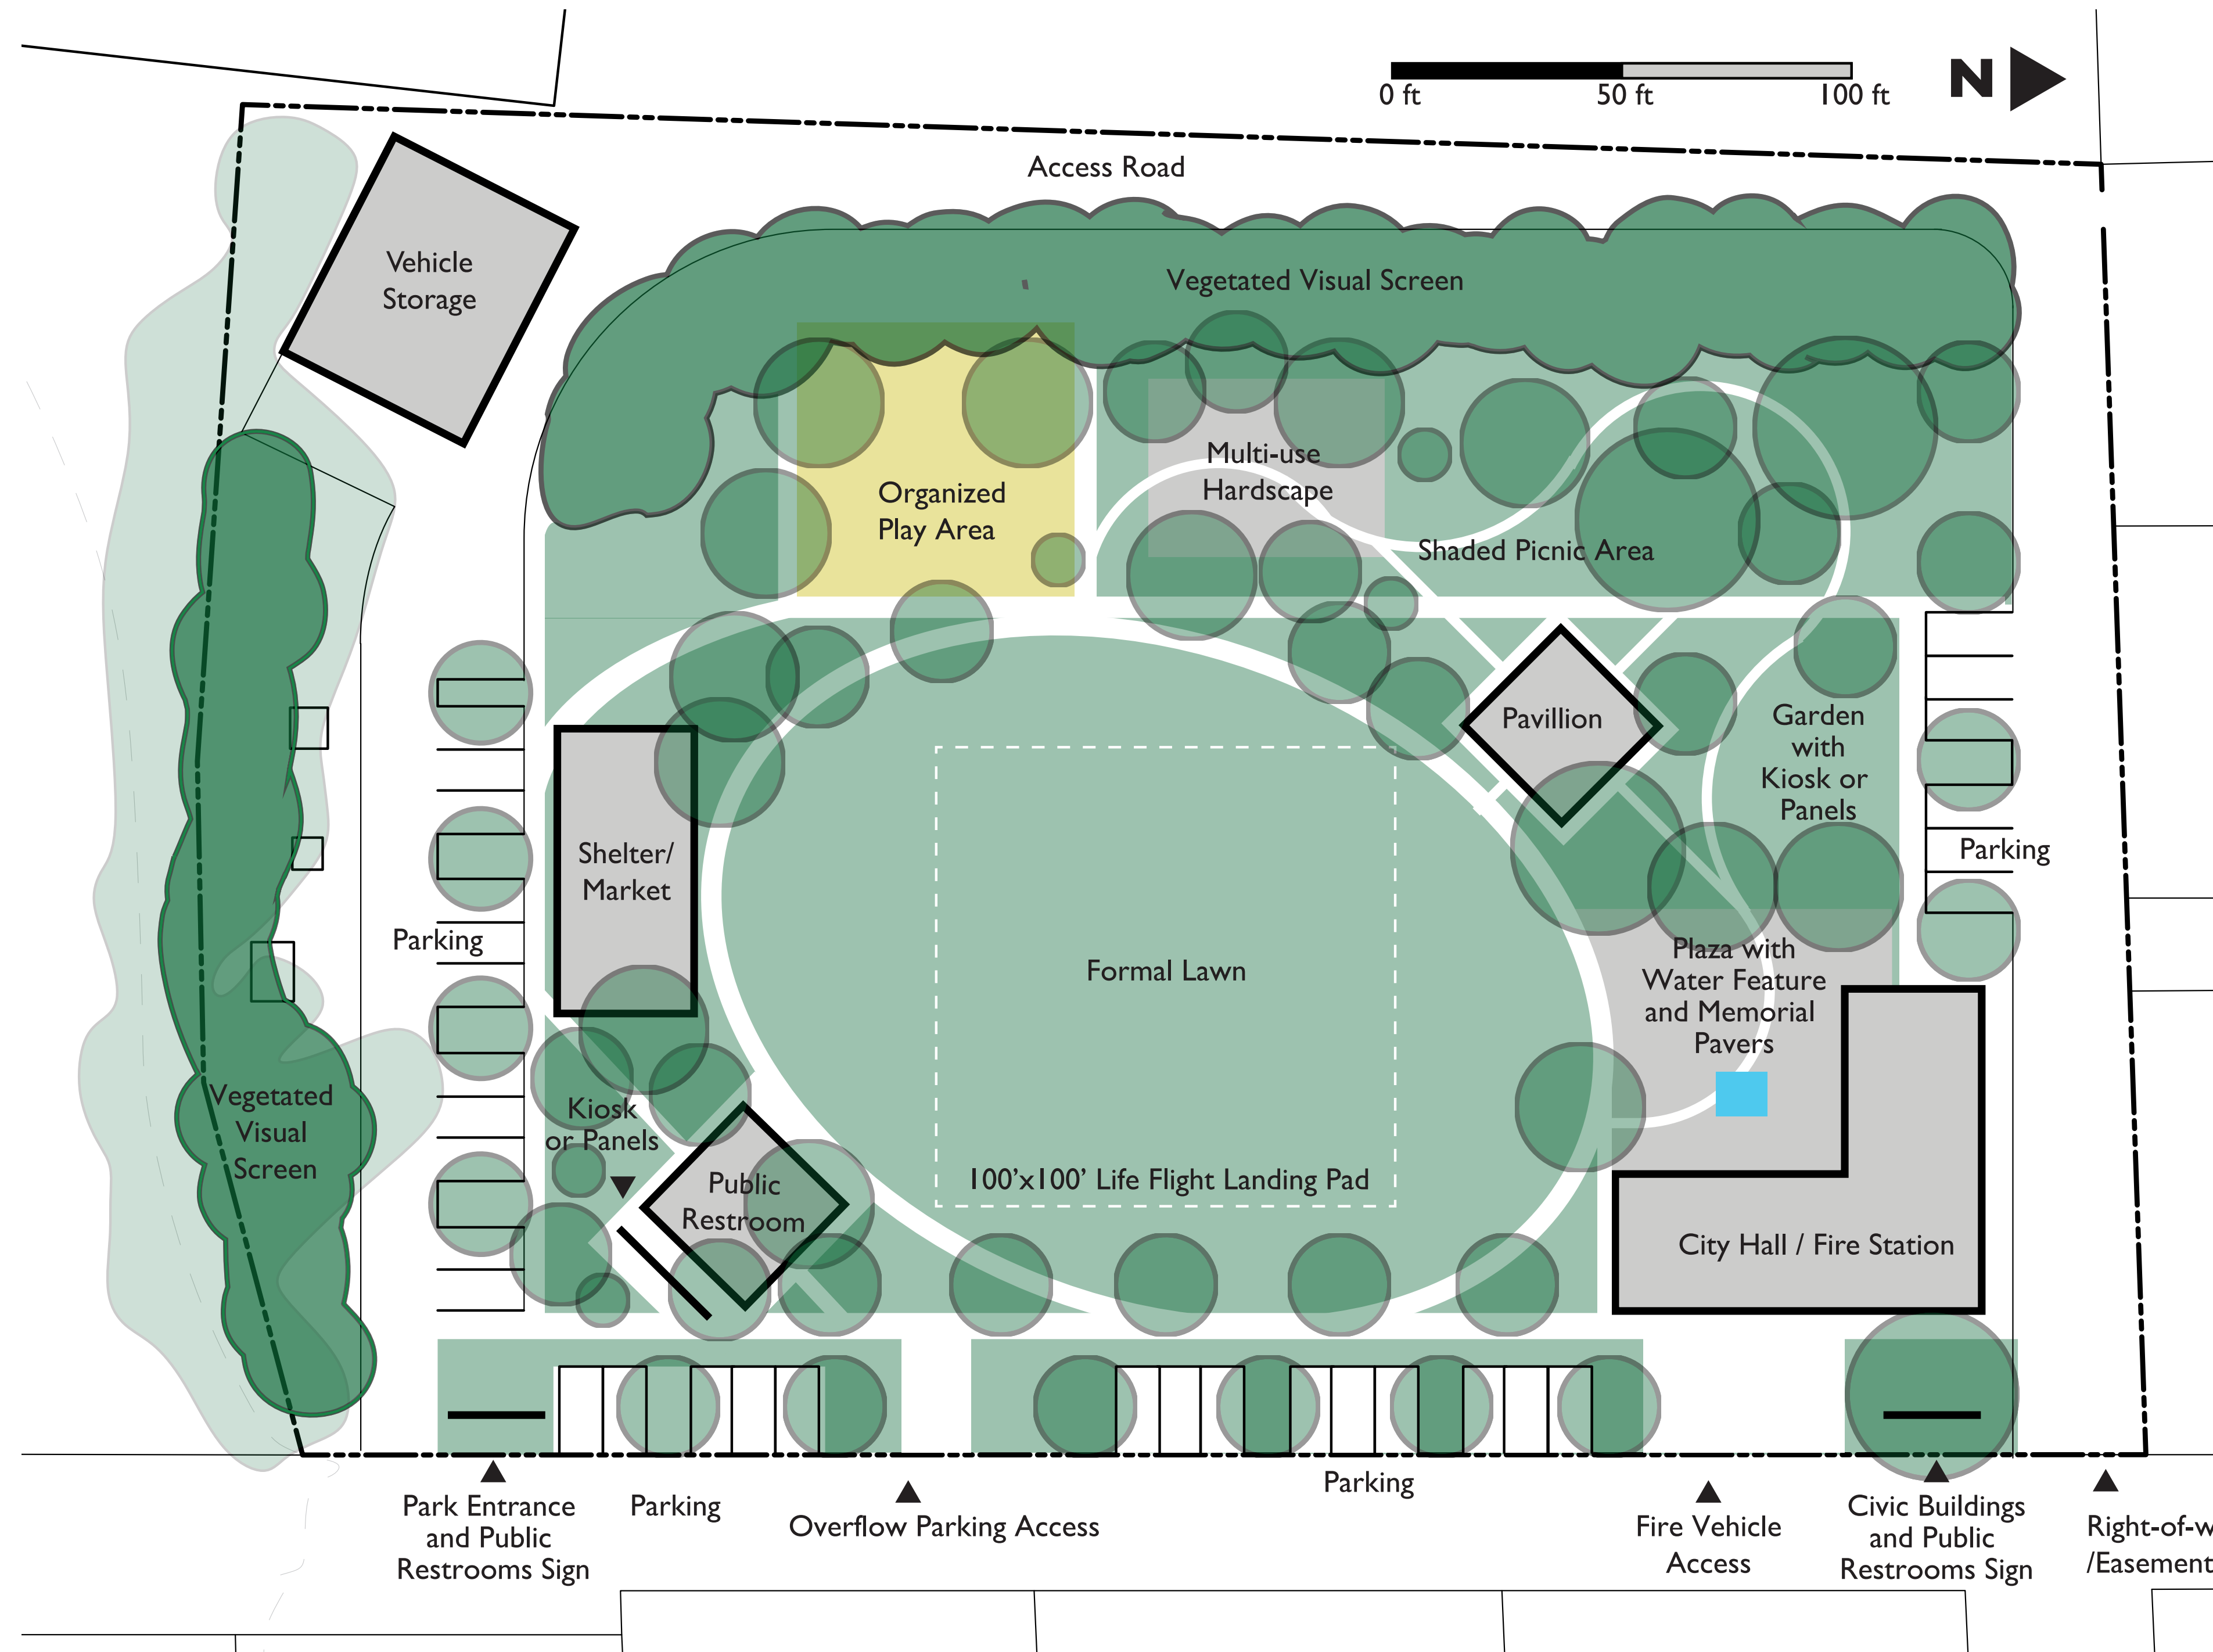 N
0 ft
50 ft
100 ft
Access Road
Vehicle
Storage
Vegetated Visual Screen
Multi-use
Hardscape
Organized
Play Area
Shaded Picnic Area
Pavillion
Garden
with
Kiosk or
Panels
Parking
Shelter/
Market
Parking
Formal Lawn
Plaza with
Water Feature
and Memorial
Pavers
Vegetated
Visual
Screen
Kiosk
or Panels
Public
Restroom
100'x100' Life Flight Landing Pad
City Hall / Fire Station
Park Entrance
and Public
Restrooms Sign
Parking
Overflow Parking Access
Parking
Fire Vehicle
Access
Civic Buildings
and Public
Restrooms Sign
Right-of-w
/Easement